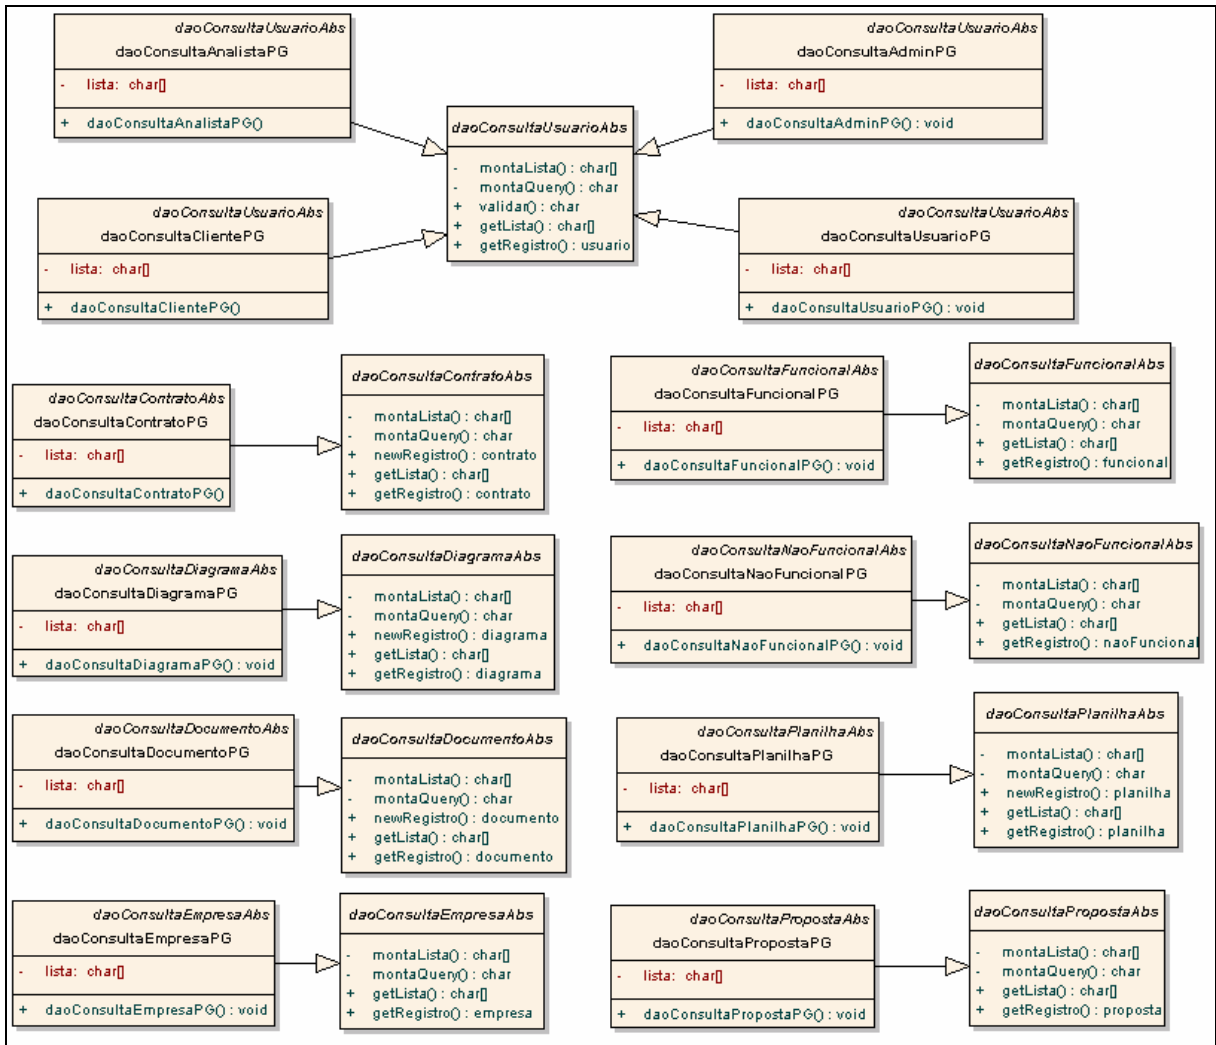 daoConsultaUsuarioAbs
daoConsultaAnalistaPG
- lista: char[]
+ daoConsultaAnalistaPG()
daoConsultaUsuarioAbs
daoConsultaAdminPG
- lista: char[]
+ daoConsultaAdminPG() : void
daoConsultaUsuarioAbs
- montaLista() : char[]
- montaQuery() : char
+ validar() : char
+ getLista() : char[]
+ getRegistro() : usuario
daoConsultaUsuarioAbs
daoConsultaClientePG
- lista: char[]
+ daoConsultaClientePG()
daoConsultaUsuarioAbs
daoConsultaUsuarioPG
- lista: char[]
+ daoConsultaUsuarioPG() : void
daoConsultaContratoAbs
daoConsultaContratoPG
- lista: char[]
+ daoConsultaContratoPG()
daoConsultaContratoAbs
- montaLista() : char[]
- montaQuery() : char
+ newRegistro() : contrato
+ getLista() : char[]
+ getRegistro() : contrato
daoConsultaFuncionalAbs
daoConsultaFuncionalPG
- lista: char[]
+ daoConsultaFuncionalPG() : void
daoConsultaFuncionalAbs
- montaLista() : char[]
- montaQuery() : char
+ getLista() : char[]
+ getRegistro() : funcional
daoConsultaDiagramaAbs
daoConsultaDiagramaPG
- lista: char[]
+ daoConsultaDiagramaPG() : void
daoConsultaDiagramaAbs
- montaLista() : char[]
- montaQuery() : char
+ newRegistro() : diagrama
+ getLista() : char[]
+ getRegistro() : diagrama
daoConsultaNaoFuncionalAbs
daoConsultaNaoFuncionalPG
- lista: char[]
+ daoConsultaNaoFuncionalPG() : void
daoConsultaNaoFuncionalAbs
- montaLista() : char[]
- montaQuery() : char
+ getLista() : char[]
+ getRegistro() : naoFuncional
daoConsultaDocumentoAbs
daoConsultaDocumentoPG
- lista: char[]
+ daoConsultaDocumentoPG() : void
daoConsultaDocumentoAbs
- montaLista() : char[]
- montaQuery() : char
+ newRegistro() : documento
+ getLista() : char[]
+ getRegistro() : documento
daoConsultaPlanilhaAbs
daoConsultaPlanilhaPG
- lista: char[]
+ daoConsultaPlanilhaPG() : void
daoConsultaPlanilhaAbs
- montaLista() : char[]
- montaQuery() : char
+ newRegistro() : planilha
+ getLista() : char[]
+ getRegistro() : planilha
daoConsultaEmpresaAbs
daoConsultaEmpresaPG
- lista: char[]
+ daoConsultaEmpresaPG() : void
daoConsultaEmpresaAbs
- montaLista() : char[]
- montaQuery() : char
+ getLista() : char[]
+ getRegistro() : empresa
daoConsultaPropostaAbs
daoConsultaPropostaPG
- lista: char[]
+ daoConsultaPropostaPG() : void
daoConsultaPropostaAbs
- montaLista() : char[]
- montaQuery() : char
+ getLista() : char[]
+ getRegistro() : proposta